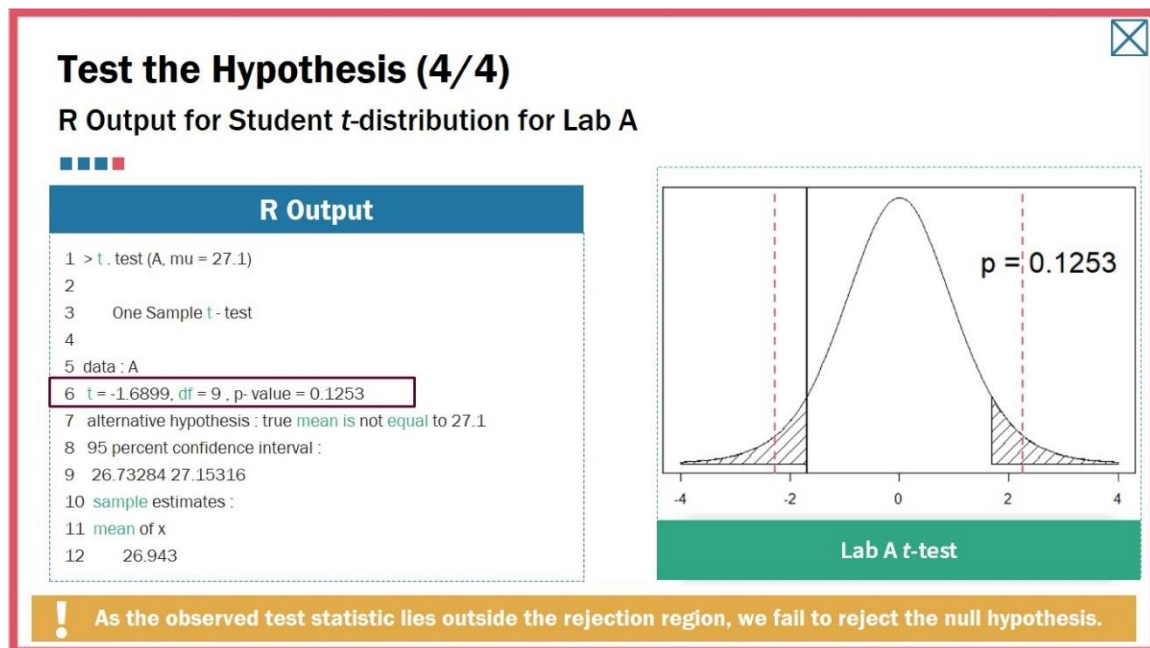 Test the Hypothesis (4/4)
R Output for Student t-distribution for Lab A
R Output
1 > t . test (A, mu = 27.1)
2
3 One Sample t - test
4
5 data : A
6 t = -1.6899, df = 9 , p- value = 0.1253
7 alternative hypothesis : true mean is not equal to 27.1
8 95 percent confidence interval :
9 26.73284 27.15316
10 sample estimates :
11 mean of x
12 26.943
p = 0.1253
-4 -2 0 2 4
Lab A t-test
! As the observed test statistic lies outside the rejection region, we fail to reject the null hypothesis.